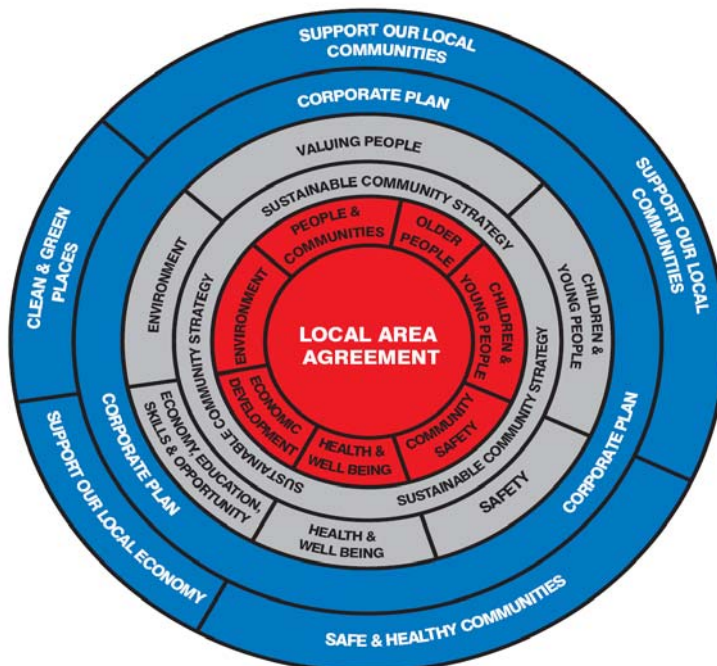 SUPPORT OUR LOCAL
COMMUNITIES
CORPORATE PLAN
VALUING PEOPLE
SUSTAINABLE COMMUNITY STRATEGY
PEOPLE &
COMMUNITIES
OLDER
PEOPLE
CHILDREN &
YOUNG PEOPLE
COMMUNITY
SAFETY
HEALTH &
WELL BEING
ECONOMIC
DEVELOPMENT
ENVIRONMENT
LOCAL AREA
AGREEMENT
SUSTAINABLE COMMUNITY STRATEGY
SUSTAINABLE COMMUNITY STRATEGY
CHILDREN &
YOUNG PEOPLE
SAFETY
HEALTH &
WELL BEING
ECONOMY, EDUCATION,
SKILLS & OPPORTUNITY
ENVIRONMENT
CORPORATE PLAN
CORPORATE PLAN
SUPPORT OUR LOCAL
COMMUNITIES
SAFE & HEALTHY COMMUNITIES
SUPPORT OUR LOCAL ECONOMY
CLEAN & GREEN
PLACES